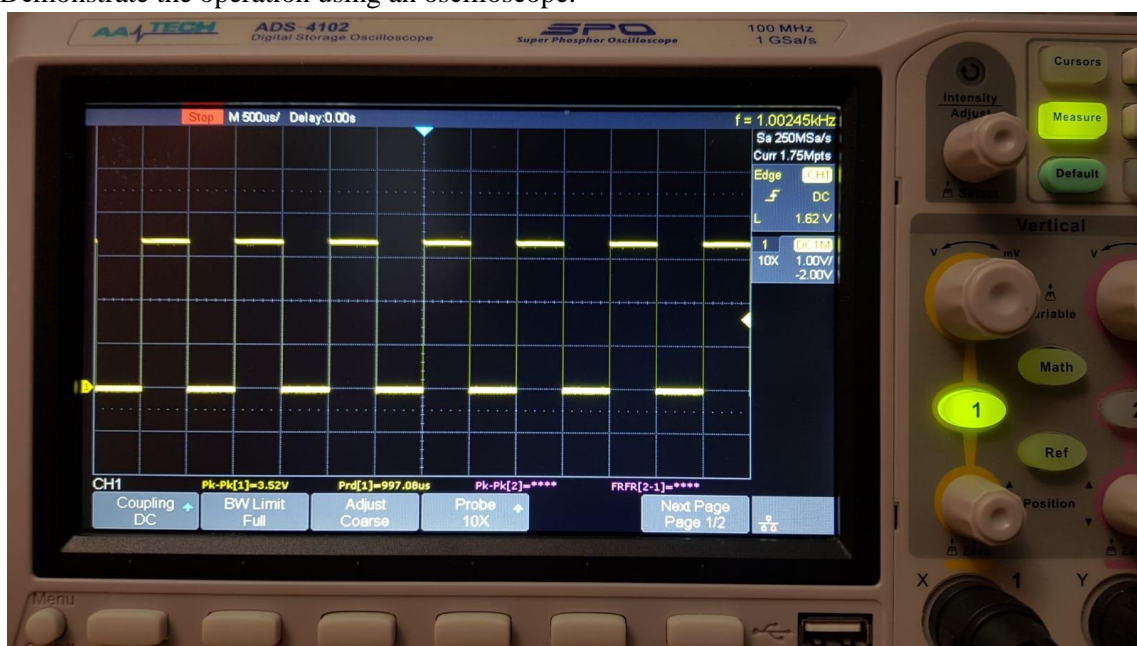 Demonstrate the operation using an oscilloscope.
AATECH ADS-4102 SPO 100 MHz
Digital Storage Oscilloscope Super Phosphor Oscilloscope 1 GSa/s
Cursors
Intensity
Adjust
Measure
Select
Default
Stop M 500us/ Delay:0.00s f = 1.00245kHz
Sa 250MSa/s
Curr 1.75Mpts
Edge CH1
DC
L 1.62 V
1 DC1M
10X 1.00V/
-2.00V
1
CH1 Pk-Pk[1]=3.52V Prd[1]=997.08us Pk-Pk[2]=**** FRFR[2-1]=****
Coupling BW Limit Adjust Probe Next Page
DC Full Coarse 10X Page 1/2
Vertical
V mV V
Variable
Math
1 2
Ref
Position
Zero
X 1 Y
Menu